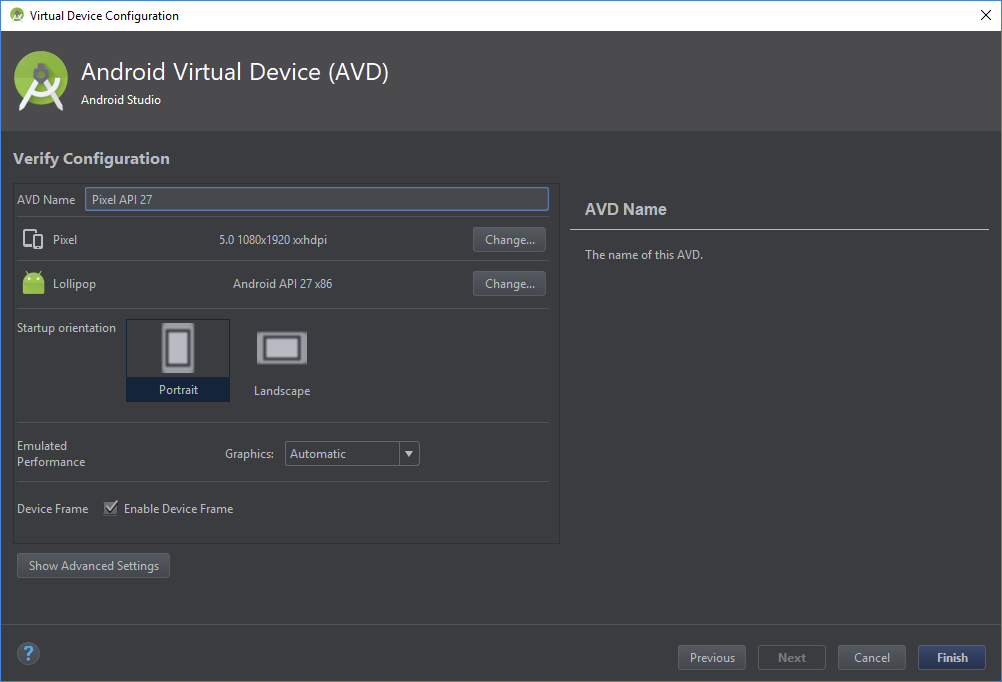 Virtual Device Configuration
Android Virtual Device (AVD)
Android Studio
Verify Configuration
AVD Name Pixel API 27
Pixel 5.0 1080x1920 xxhdpi Change...
Lollipop Android API 27 x86 Change...
Startup orientation
Portrait Landscape
Emulated
Performance
Graphics: Automatic
Device Frame Enable Device Frame
Show Advanced Settings
AVD Name
The name of this AVD.
?
Previous Next Cancel Finish